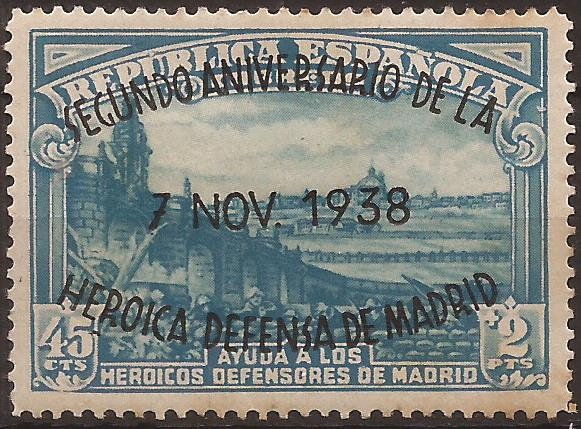 REPÚBLICA ESPAÑOLA
SEGUNDO ANIVERSARIO DE LA
7 NOV. 1938
HEROICA DEFENSA DE MADRID
45 CTS
+2 PTS
AYUDA A LOS
HEROICOS DEFENSORES DE MADRID